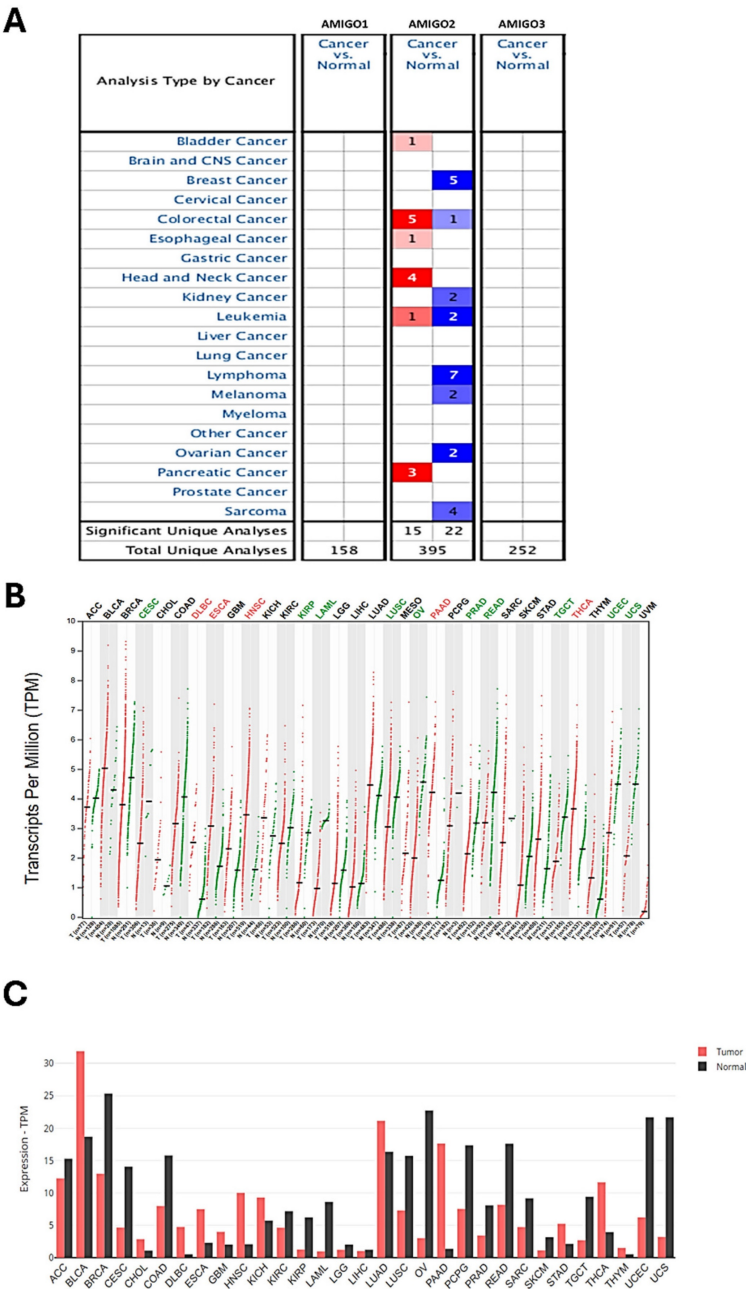 A
AMIGO1 AMIGO2 AMIGO3
Analysis Type by Cancer
Cancer vs. Normal
Cancer vs. Normal
Cancer vs. Normal
Bladder Cancer 1
Brain and CNS Cancer
Breast Cancer 5
Cervical Cancer
Colorectal Cancer 5 1
Esophageal Cancer 1
Gastric Cancer
Head and Neck Cancer 4
Kidney Cancer 2
Leukemia 1 2
Liver Cancer
Lung Cancer
Lymphoma 7
Melanoma 2
Myeloma
Other Cancer
Ovarian Cancer 2
Pancreatic Cancer 3
Prostate Cancer
Sarcoma 4
Significant Unique Analyses 15 22
Total Unique Analyses 158 395 252
B
ACC BLCA BRCA CESC CHOL COAD DLBC ESCA GBM HNSC KICH KIRC KIRP LAML LGG LIHC LUAD LUSC MESO OV PAAD PCPG PRAD READ SARC SKCM STAD TGCT THCA THYM UCEC UCS UVM
Transcripts Per Million (TPM)
10
9
8
7
6
5
4
3
2
1
0
C
Tumor
Normal
Expression - TPM
30
25
20
15
10
5
0
ACC BLCA BRCA CESC CHOL COAD DLBC ESCA GBM HNSC KICH KIRC KIRP LAML LGG LIHC LUAD LUSC OV PAAD PCPG PRAD READ SARC SKCM STAD TGCT THCA THYM UCEC UCS